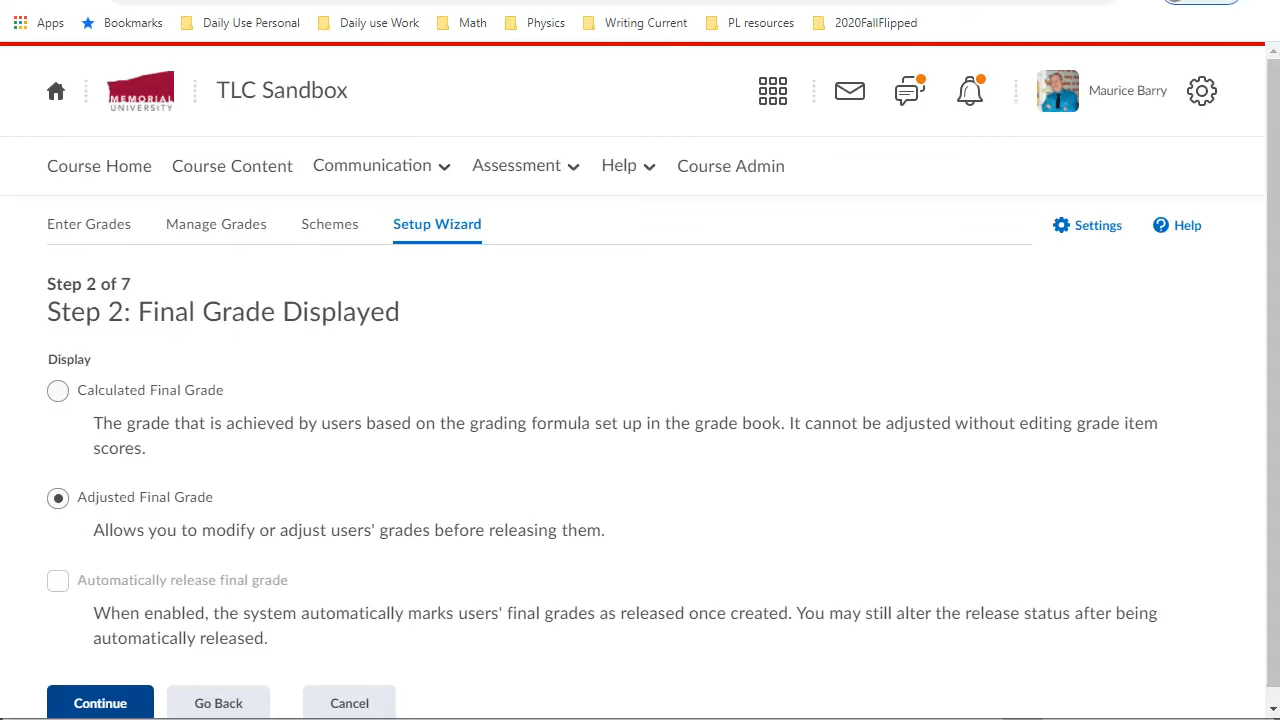 Apps Bookmarks Daily Use Personal Daily use Work Math Physics Writing Current PL resources 2020FallFlipped
MEMORIAL
UNIVERSITY
TLC Sandbox
Maurice Barry
Course Home Course Content Communication Assessment Help Course Admin
Enter Grades Manage Grades Schemes Setup Wizard Settings Help
Step 2 of 7
Step 2: Final Grade Displayed
Display
Calculated Final Grade
The grade that is achieved by users based on the grading formula set up in the grade book. It cannot be adjusted without editing grade item
scores.
Adjusted Final Grade
Allows you to modify or adjust users' grades before releasing them.
Automatically release final grade
When enabled, the system automatically marks users' final grades as released once created. You may still alter the release status after being
automatically released.
Continue Go Back Cancel